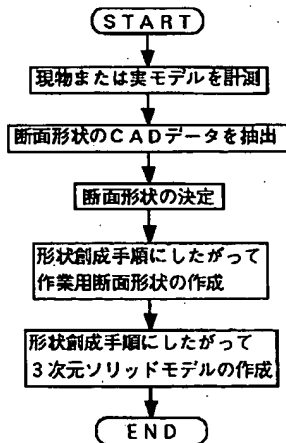 START
現物または実モデルを計測
断面形状のCADデータを抽出
断面形状の決定
形状創成手順にしたがって
作業用断面形状の作成
形状創成手順にしたがって
3次元ソリッドモデルの作成
END